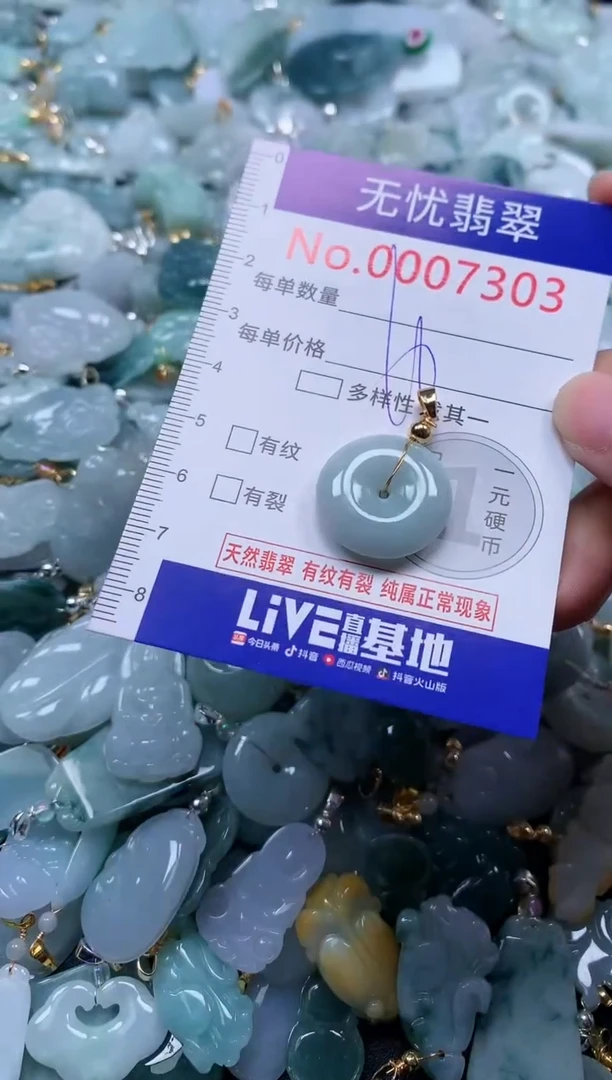 无忧翡翠
No.0007303
每单数量
每单价格
多样性
其一
有纹
有裂
一元硬币
天然翡翠 有纹有裂 纯属正常现象
LiVE直播基地
今日头条 抖音 西瓜视频 抖音火山版
0
1
2
3
4
5
6
7
8